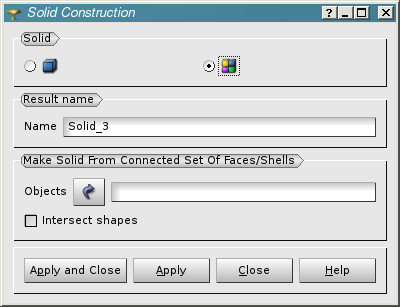 Solid Construction
Solid
Result name
Name Solid_3
Make Solid From Connected Set Of Faces/Shells
Objects
Intersect shapes
Apply and Close Apply Close Help